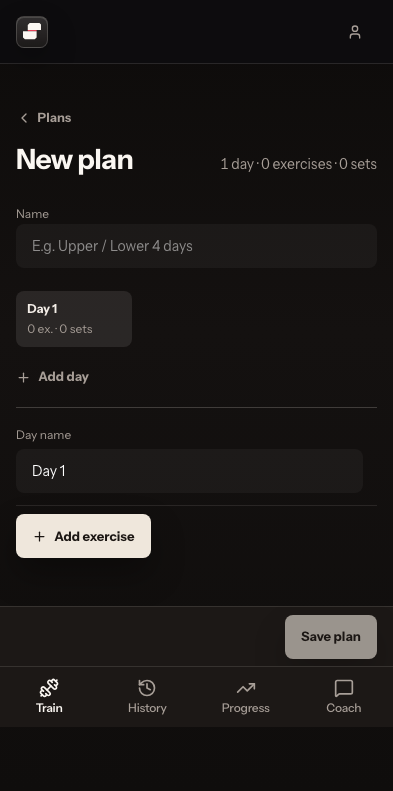 Plans
New plan
1 day · 0 exercises · 0 sets
Name
E.g. Upper / Lower 4 days
Day 1
0 ex. · 0 sets
Add day
Day name
Day 1
Add exercise
Save plan
Train
History
Progress
Coach